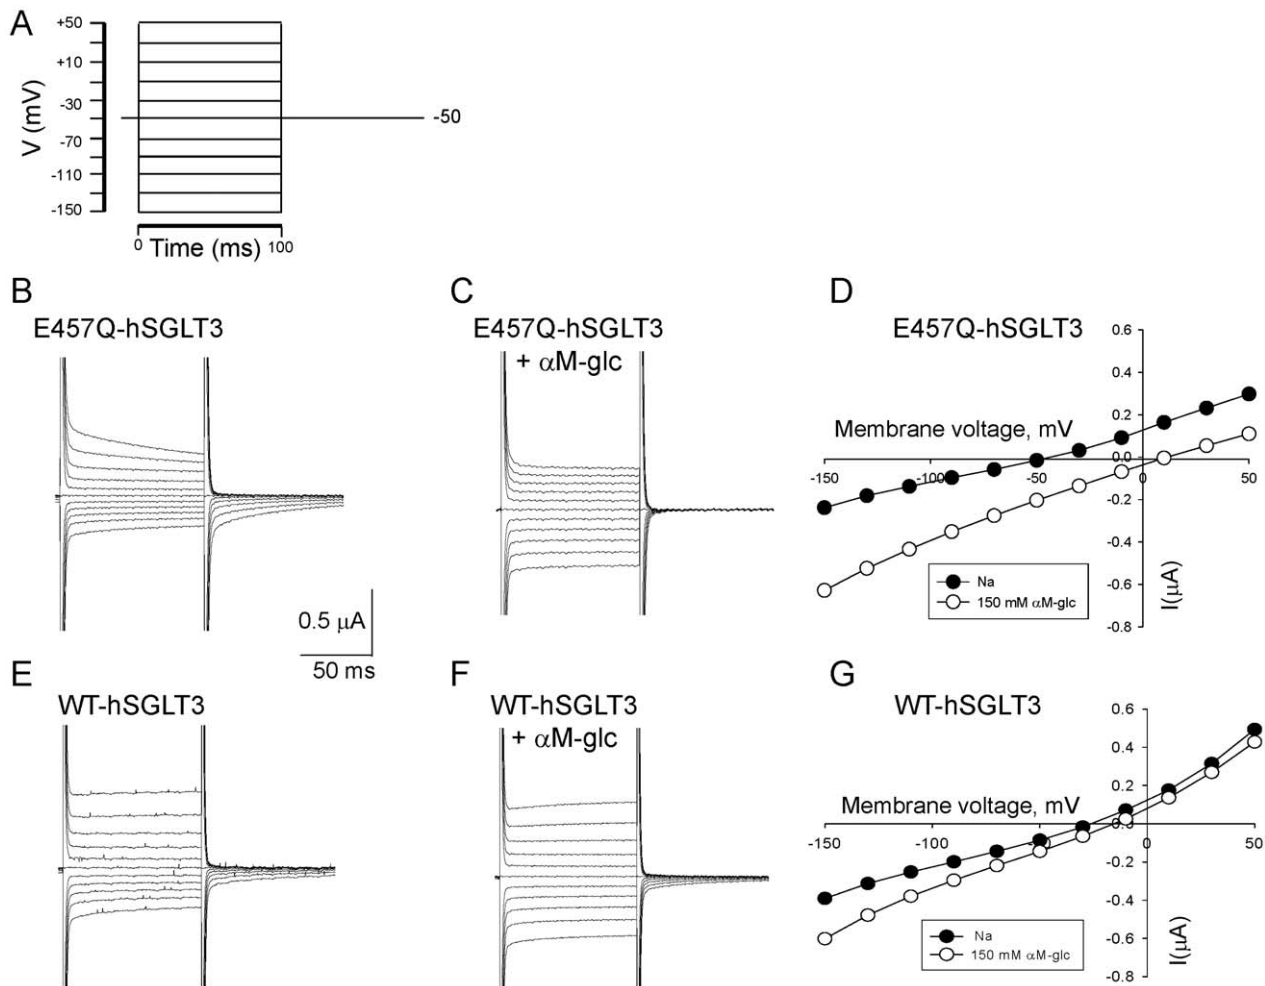 A
V (mV)
+50
+10
-30
-70
-110
-150
-50
0 Time (ms) 100
B
E457Q-hSGLT3
0.5 μA
50 ms
C
E457Q-hSGLT3
+ αM-glc
D
E457Q-hSGLT3
0.6
0.4
0.2
0.0
-0.2
-0.4
-0.6
-0.8
Membrane voltage, mV
-150 -100 -50 0 50
I(μA)
Na
150 mM αM-glc
E
WT-hSGLT3
F
WT-hSGLT3
+ αM-glc
G
WT-hSGLT3
0.6
0.4
0.2
0.0
-0.2
-0.4
-0.6
-0.8
Membrane voltage, mV
-150 -100 -50 0 50
I(μA)
Na
150 mM αM-glc